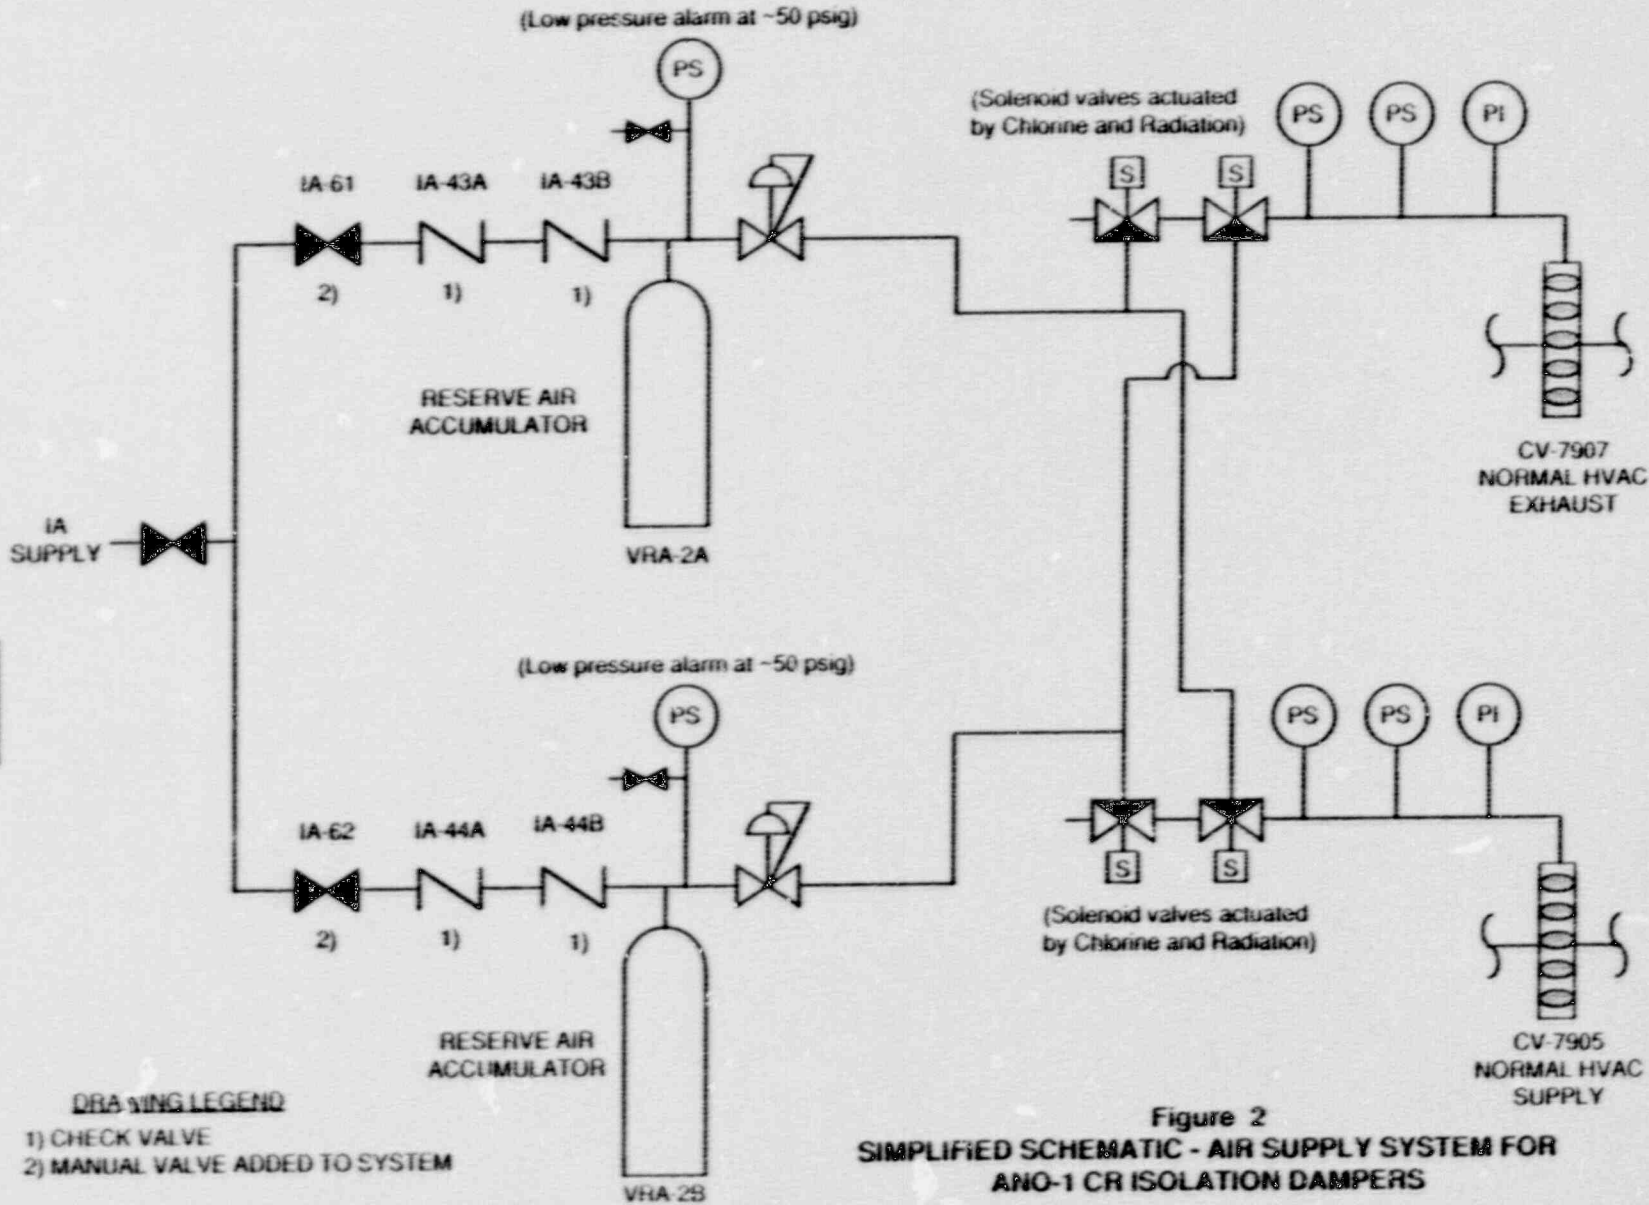 (Low pressure alarm at ~50 psig)
PS
(Solenoid valves actuated
by Chlorine and Radiation)
PS
PS
PI
S
S
IA-61
IA-43A
IA-43B
2)
1)
1)
RESERVE AIR
ACCUMULATOR
VRA-2A
CV-7907
NORMAL HVAC
EXHAUST
IA
SUPPLY
(Low pressure alarm at ~50 psig)
PS
PS
PS
PI
IA-62
IA-44A
IA-44B
S
S
2)
1)
1)
(Solenoid valves actuated
by Chlorine and Radiation)
RESERVE AIR
ACCUMULATOR
VRA-2B
CV-7905
NORMAL HVAC
SUPPLY
DRAWING LEGEND
1) CHECK VALVE
2) MANUAL VALVE ADDED TO SYSTEM
Figure 2
SIMPLIFIED SCHEMATIC - AIR SUPPLY SYSTEM FOR
ANO-1 CR ISOLATION DAMPERS